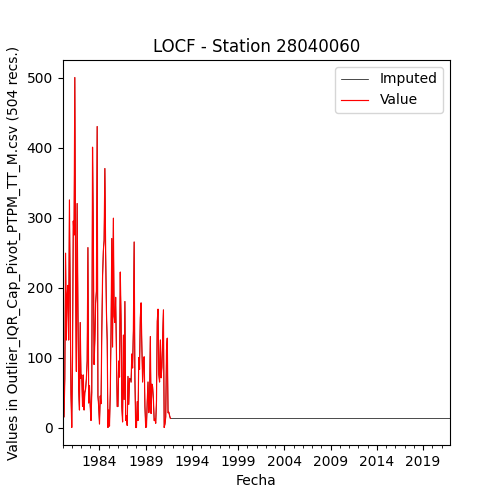 LOCF - Station 28040060
Values in Outlier_IQR_Cap_Pivot_PTPM_TT_M.csv (504 recs.)
500
400
300
200
100
0
Imputed
Value
1984 1989 1994 1999 2004 2009 2014 2019
Fecha